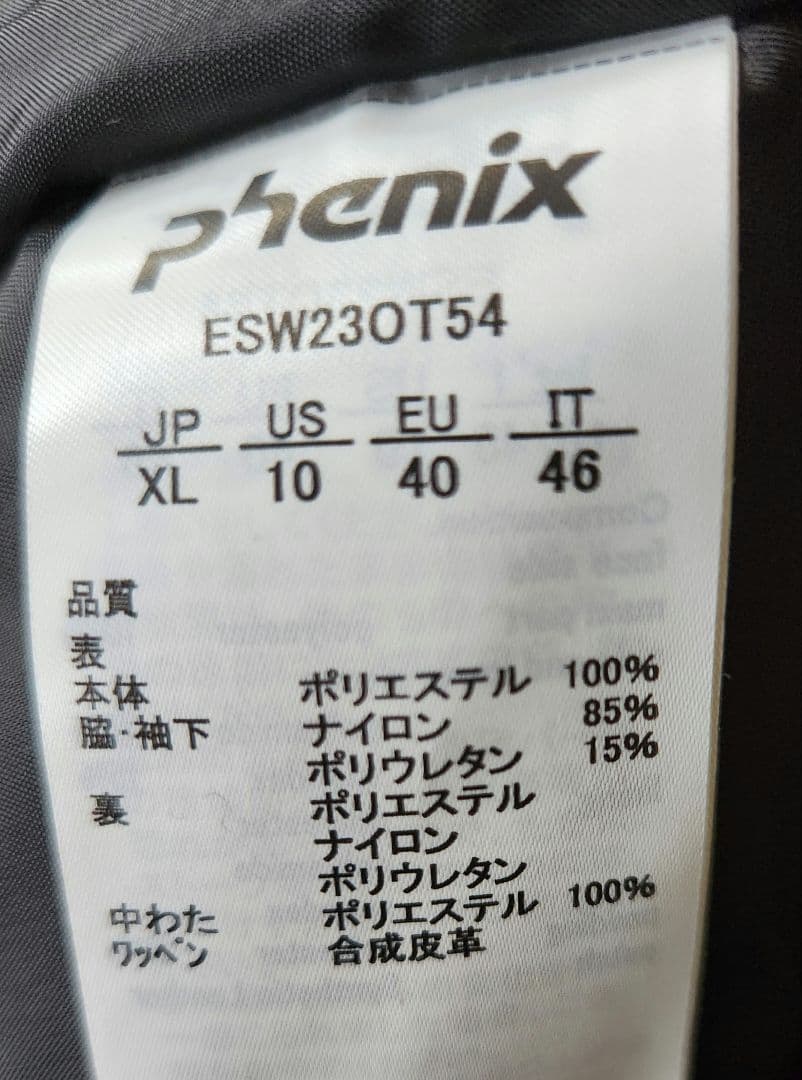 phenix
ESW23OT54
JP US EU IT
XL 10 40 46
品質
表
本体 ポリエステル 100%
脇・袖下 ナイロン 85%
ポリウレタン 15%
裏 ポリエステル
ナイロン
ポリウレタン
中わた ポリエステル 100%
ワッペン 合成皮革